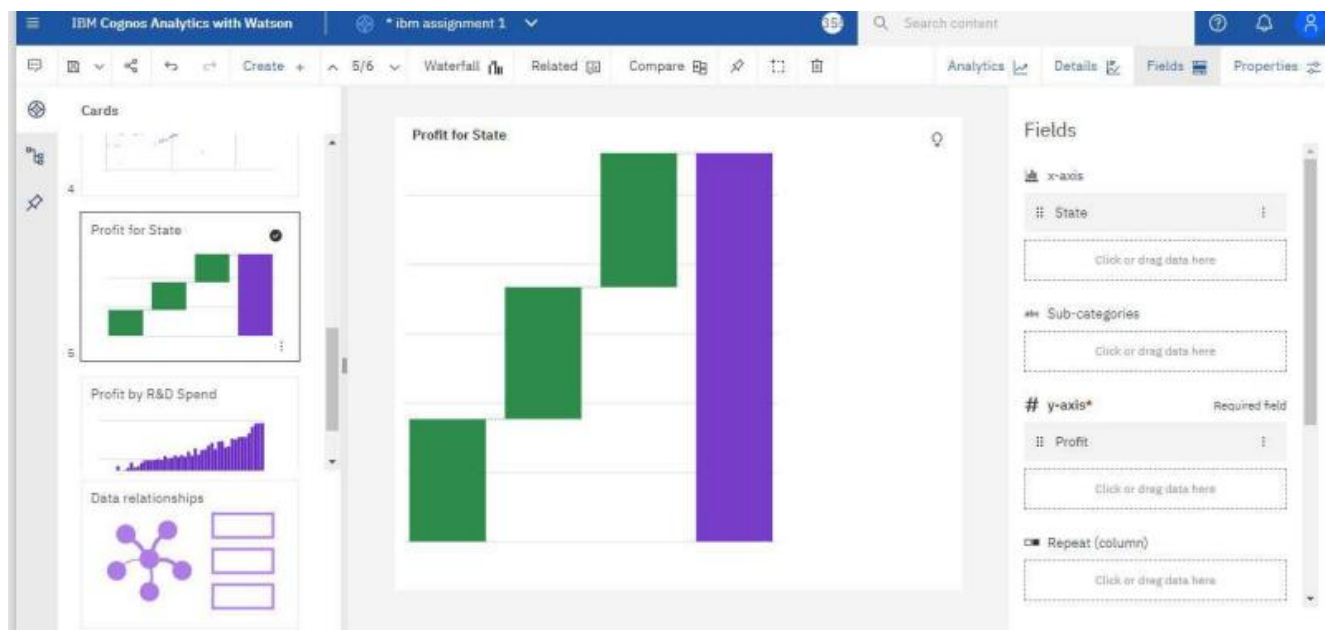 IBM Cognos Analytics with Watson
* ibm assignment 1
35
Search content
Create +
5/6
Waterfall
Related
Compare
Analytics
Details
Fields
Properties
Cards
4
Profit for State
5
Profit by R&D Spend
Data relationships
Profit for State
Fields
x-axis
State
Click or drag data here
abc Sub-categories
Click or drag data here
# y-axis* Required field
Profit
Click or drag data here
Repeat (column)
Click or drag data here